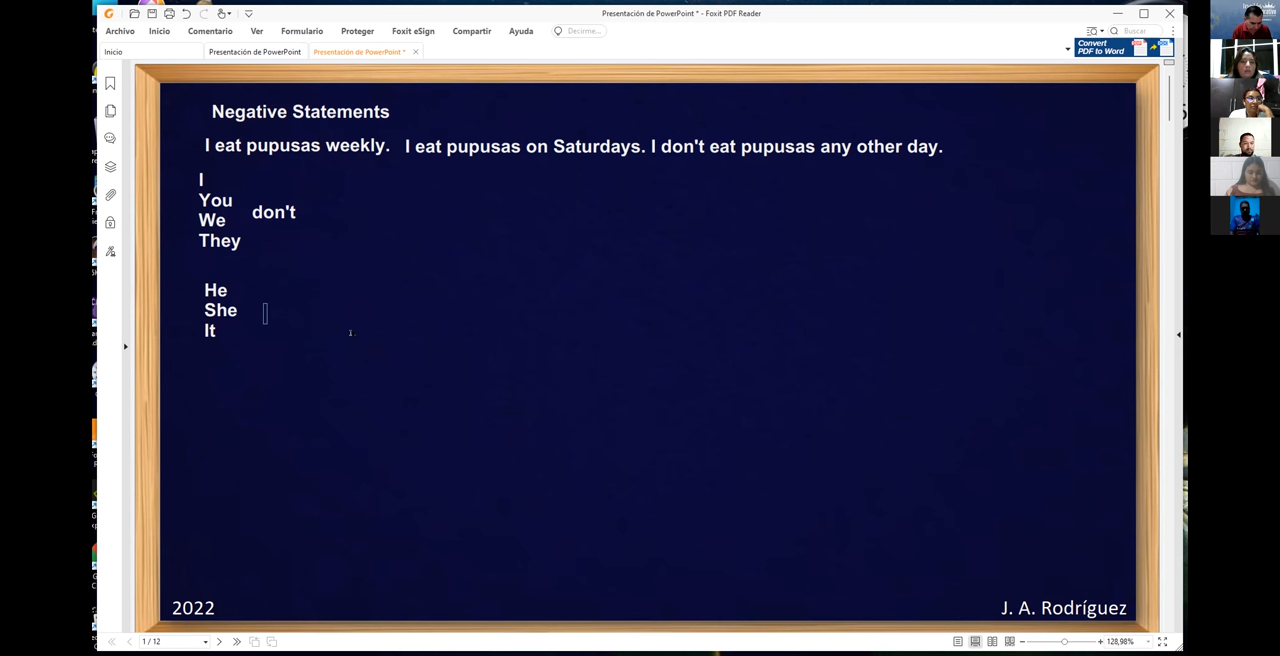 Presentación de PowerPoint * - Foxit PDF Reader
Archivo Inicio Comentario Ver Formulario Proteger Foxit eSign Compartir Ayuda Decirme... Buscar
Inicio Presentación de PowerPoint Presentación de PowerPoint *
Convert
PDF to Word
Negative Statements
I eat pupusas weekly. I eat pupusas on Saturdays. I don't eat pupusas any other day.
I
You
We
They
don't
He
She
It
2022 J. A. Rodríguez
1 / 12 128,98%